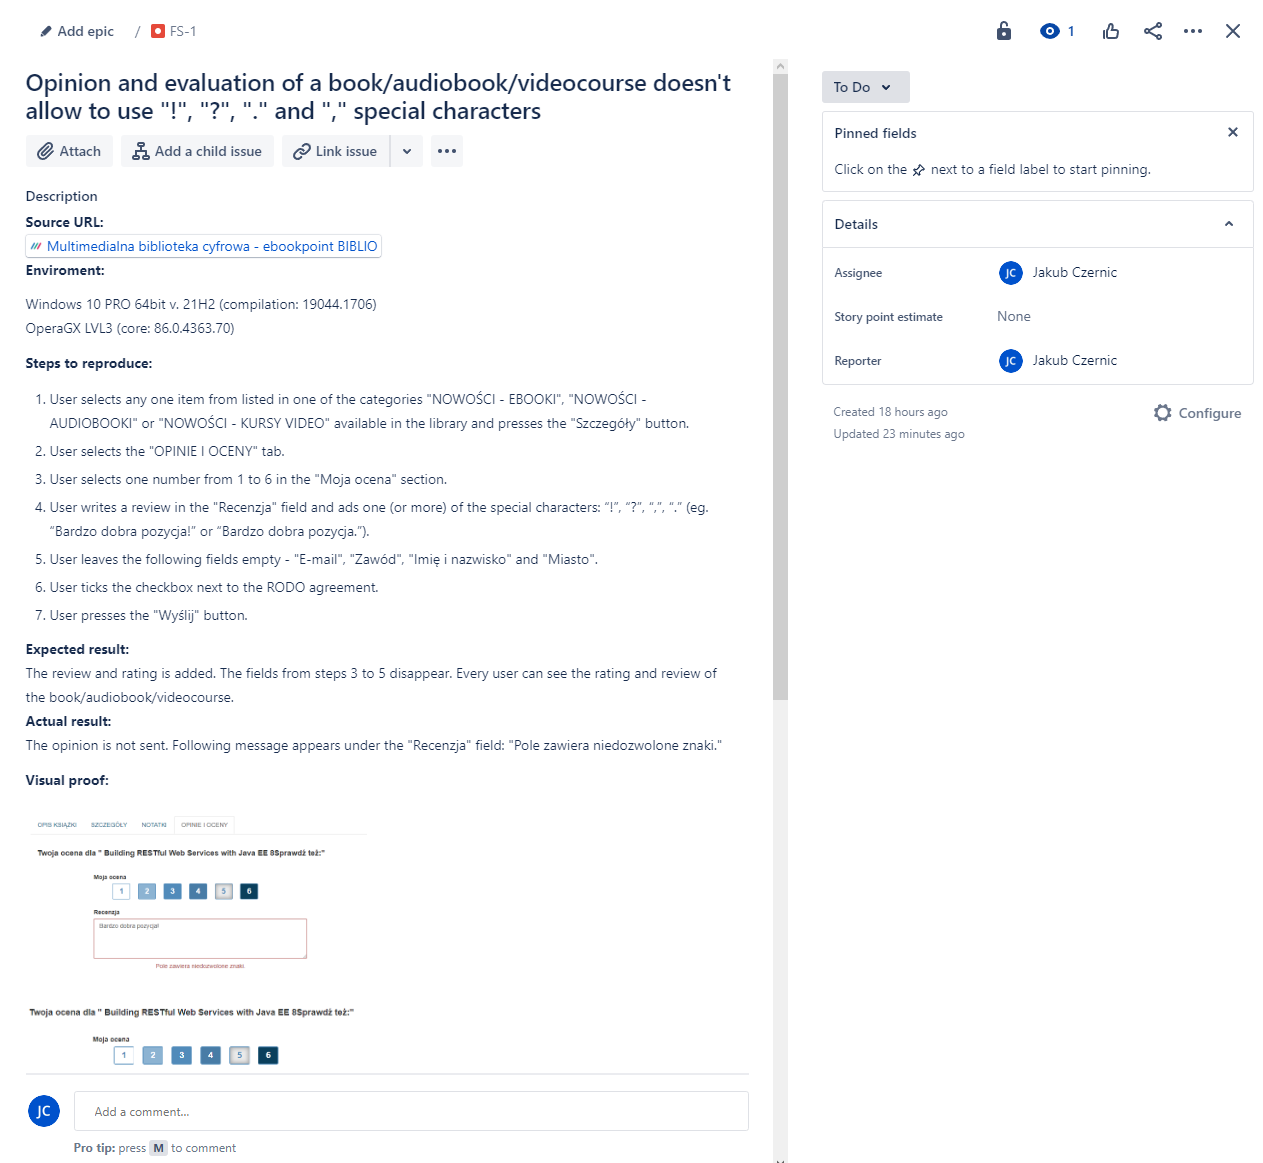 Add epic / FS-1
1
Opinion and evaluation of a book/audiobook/videocourse doesn't
allow to use "!", "?", "." and "," special characters
Attach Add a child issue Link issue
Description
Source URL:
Multimedialna biblioteka cyfrowa - ebookpoint BIBLIO
Enviroment:
Windows 10 PRO 64bit v. 21H2 (compilation: 19044.1706)
OperaGX LVL3 (core: 86.0.4363.70)
Steps to reproduce:
1. User selects any one item from listed in one of the categories "NOWOŚCI - EBOOKI", "NOWOŚCI -
AUDIOBOOKI" or "NOWOŚCI - KURSY VIDEO" available in the library and presses the "Szczegóły" button.
2. User selects the "OPINIE I OCENY" tab.
3. User selects one number from 1 to 6 in the "Moja ocena" section.
4. User writes a review in the "Recenzja" field and ads one (or more) of the special characters: “!”, “?”, “,”, “.” (eg.
“Bardzo dobra pozycja!” or “Bardzo dobra pozycja.”).
5. User leaves the following fields empty - "E-mail", "Zawód", "Imię i nazwisko" and "Miasto".
6. User ticks the checkbox next to the RODO agreement.
7. User presses the "Wyślij" button.
Expected result:
The review and rating is added. The fields from steps 3 to 5 disappear. Every user can see the rating and review of
the book/audiobook/videocourse.
Actual result:
The opinion is not sent. Following message appears under the "Recenzja" field: "Pole zawiera niedozwolone znaki."
Visual proof:
OPIS KSIĄŻKI SZCZEGÓŁY NOTATKI OPINIE I OCENY
Twoja ocena dla " Building RESTful Web Services with Java EE 8Sprawdź też:"
Moja ocena
1 2 3 4 5 6
Recenzja
Bardzo dobra pozycja!
Pole zawiera niedozwolone znaki.
Twoja ocena dla " Building RESTful Web Services with Java EE 8Sprawdź też:"
Moja ocena
1 2 3 4 5 6
JC Add a comment...
Pro tip: press M to comment
To Do
Pinned fields
Click on the next to a field label to start pinning.
Details
Assignee JC Jakub Czernic
Story point estimate None
Reporter JC Jakub Czernic
Created 18 hours ago
Updated 23 minutes ago
Configure